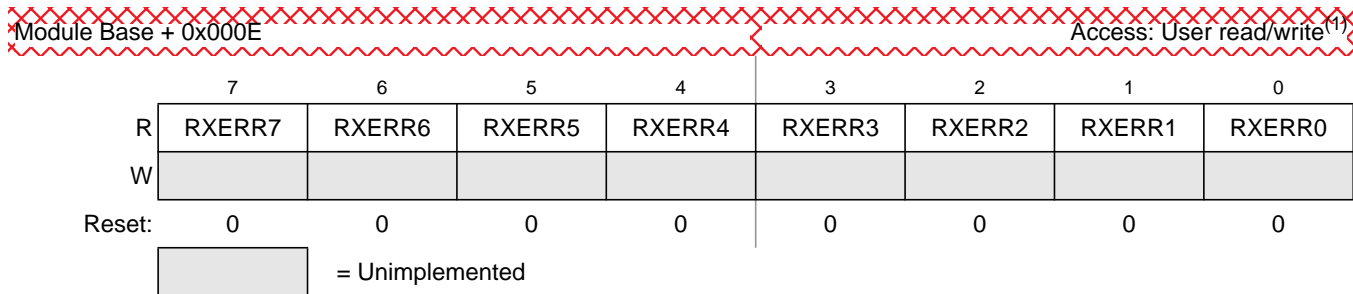 Module Base + 0x000E Access: User read/write(1)
7 6 5 4 3 2 1 0
R RXERR7 RXERR6 RXERR5 RXERR4 RXERR3 RXERR2 RXERR1 RXERR0
W
Reset: 0 0 0 0 0 0 0 0
= Unimplemented